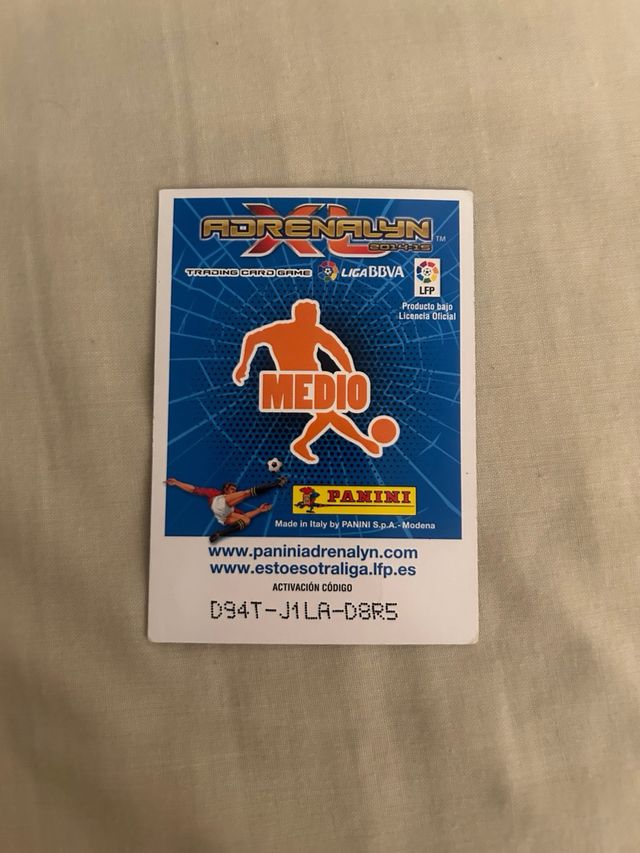 ADRENALYN XL
2014-15 TM
TRADING CARD GAME LIGA BBVA
LFP
Producto bajo
Licencia Oficial
MEDIO
PANINI
Made in Italy by PANINI S.p.A. - Modena
www.paniniadrenalyn.com
www.estoesotraliga.lfp.es
ACTIVACIÓN CÓDIGO
D94T-J1LA-D8R5